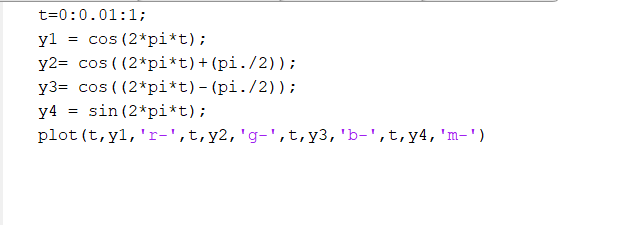 t=0:0.01:1;
y1 = cos(2*pi*t);
y2= cos((2*pi*t)+(pi./2));
y3= cos((2*pi*t)-(pi./2));
y4 = sin(2*pi*t);
plot(t,y1,'r-',t,y2,'g-',t,y3,'b-',t,y4,'m-')